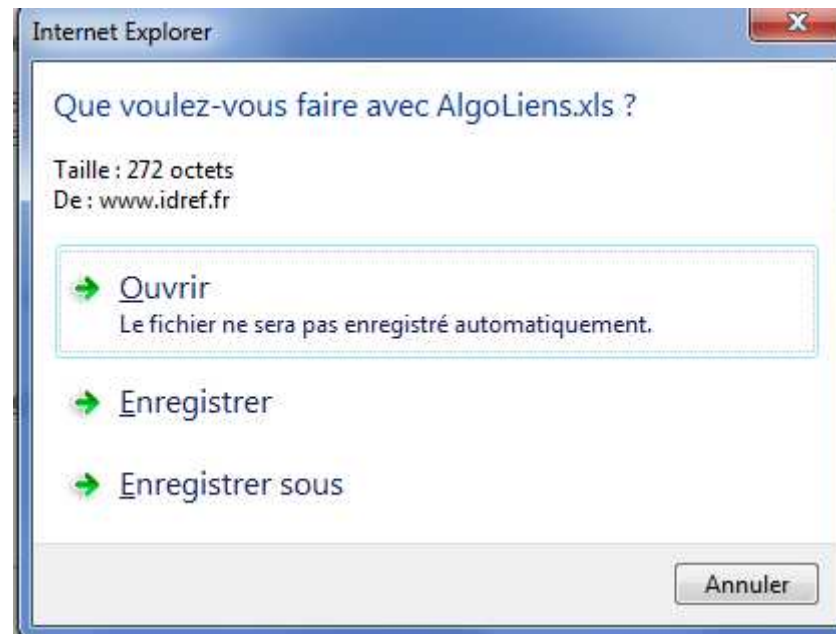 Internet Explorer
Que voulez-vous faire avec AlgoLiens.xls ?
Taille : 272 octets
De : www.idref.fr
Ouvrir
Le fichier ne sera pas enregistré automatiquement.
Enregistrer
Enregistrer sous
Annuler